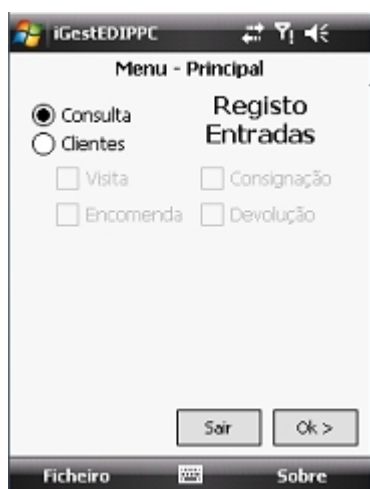 iGestEDIPPC
Menu - Principal
Consulta
Clientes
Registo
Entradas
Visita
Consignação
Encomenda
Devolução
Sair
Ok >
Ficheiro
Sobre